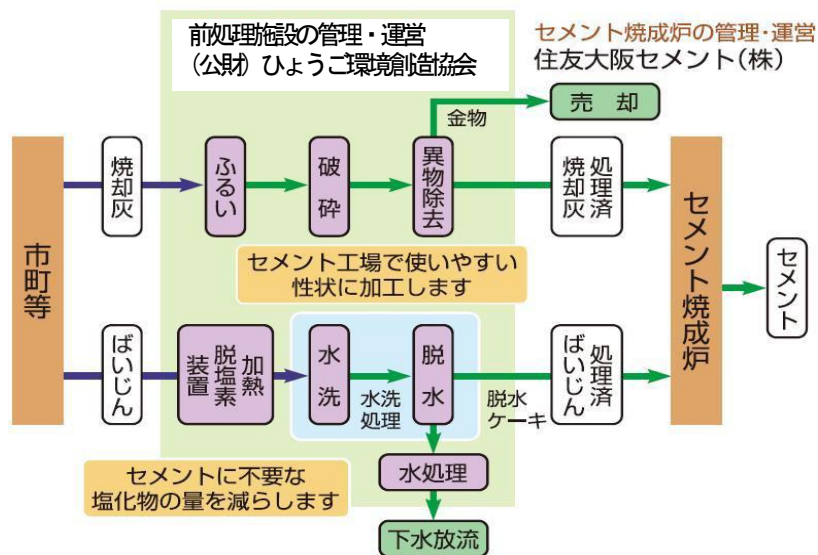 前処理施設の管理・運営
（公財）ひょうご環境創造協会
セメント焼成炉の管理・運営
住友大阪セメント（株）
売 却
金物
市町等
焼却灰
ふるい
破砕
異物除去
処理済
焼却灰
セメント焼成炉
セメント
セメント工場で使いやすい
性状に加工します
ばいじん
加熱
脱塩素
装置
水洗
水洗
処理
脱水
脱水
ケーキ
処理済
ばいじん
セメントに不要な
塩化物の量を減らします
水処理
下水放流